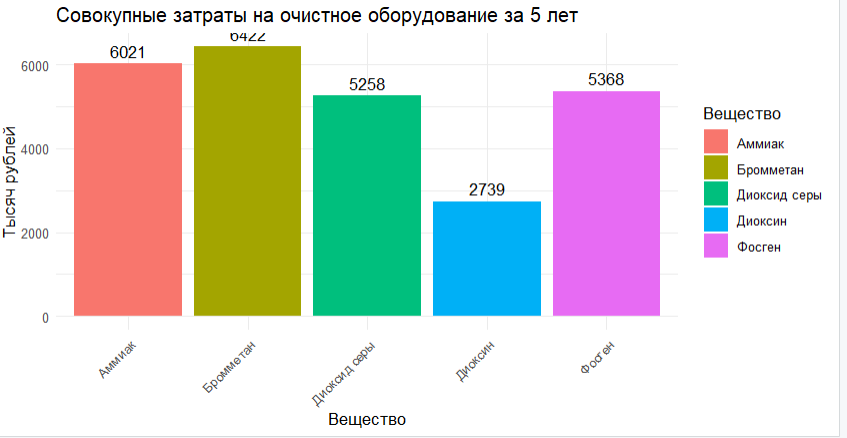 Совокупные затраты на очистное оборудование за 5 лет
6021
6422
5258
2739
5368
6000
4000
2000
0
Тысяч рублей
Аммиак
Бромметан
Диоксид серы
Диоксин
Фосген
Вещество
Вещество
Аммиак
Бромметан
Диоксид серы
Диоксин
Фосген